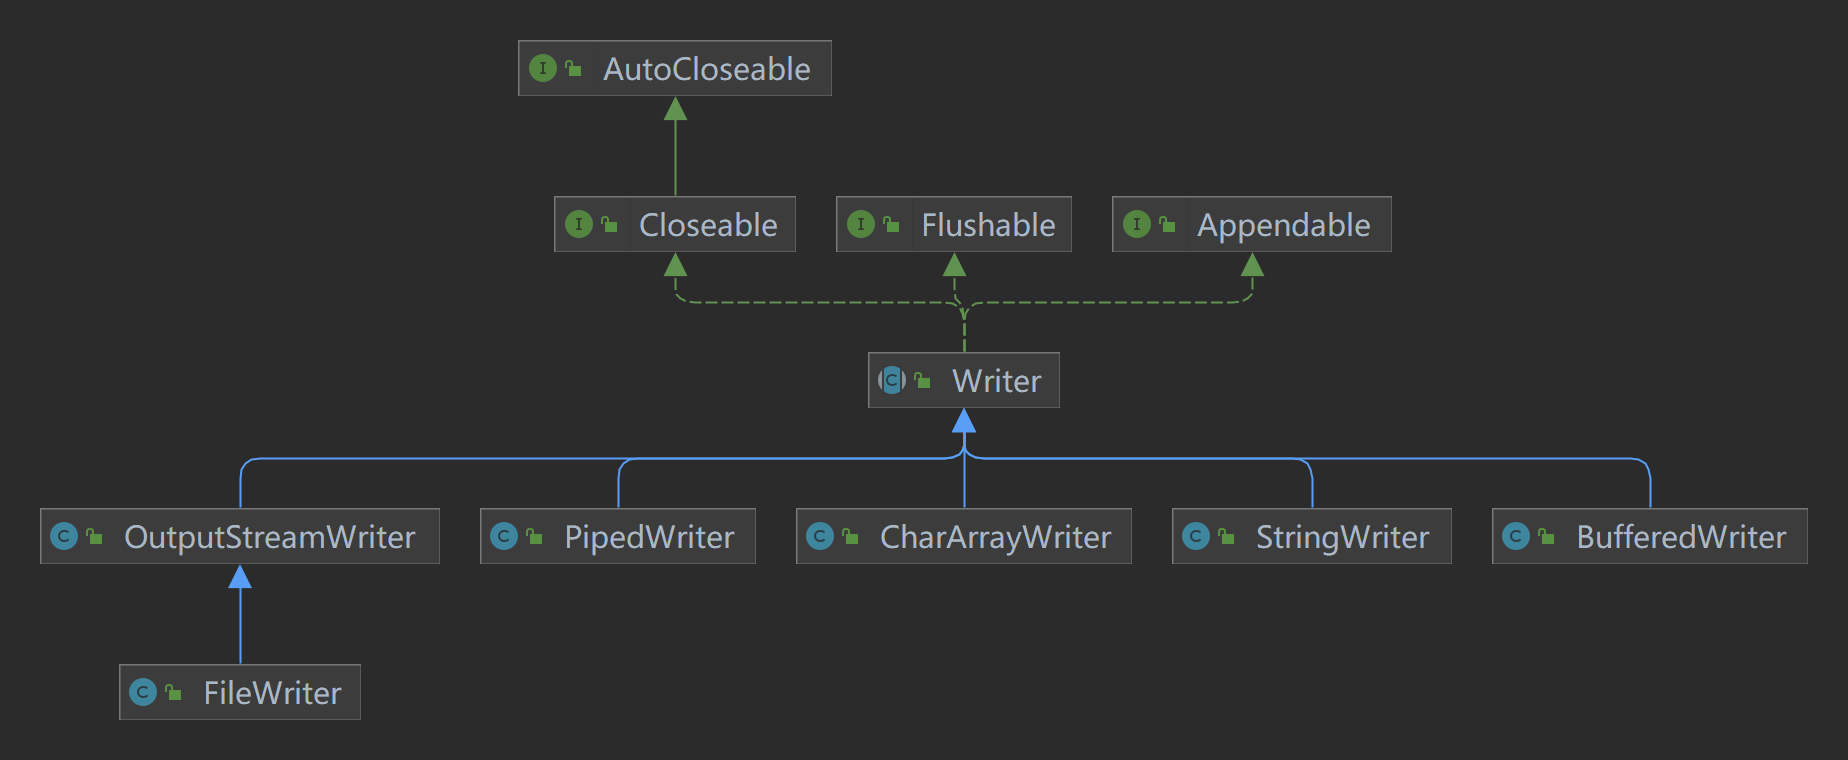 I AutoCloseable
I Closeable
I Flushable
I Appendable
C Writer
C OutputStreamWriter
C PipedWriter
C CharArrayWriter
C StringWriter
C BufferedWriter
C FileWriter